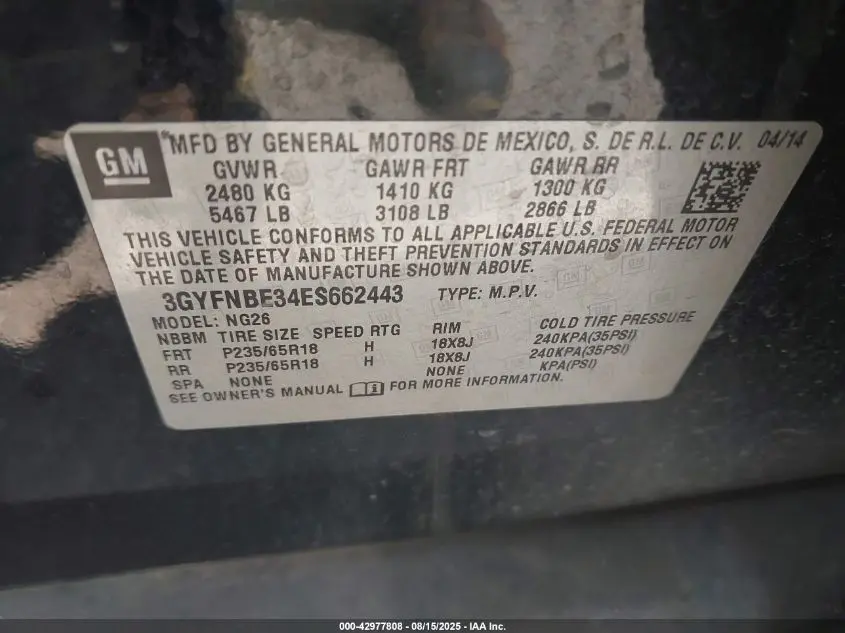 GM
*MFD BY GENERAL MOTORS DE MEXICO, S. DE R.L. DE C.V. 04/14
GVWR GAWR FRT GAWR RR
2480 KG 1410 KG 1300 KG
5467 LB 3108 LB 2866 LB
THIS VEHICLE CONFORMS TO ALL APPLICABLE U.S. FEDERAL MOTOR
VEHICLE SAFETY AND THEFT PREVENTION STANDARDS IN EFFECT ON
THE DATE OF MANUFACTURE SHOWN ABOVE.
3GYFNBE34ES662443 TYPE: M.P.V.
MODEL: NG26
NBBM TIRE SIZE SPEED RTG RIM COLD TIRE PRESSURE
FRT P235/65R18 H 18X8J 240KPA(35PSI)
RR P235/65R18 H 18X8J 240KPA(35PSI)
SPA NONE NONE KPA(PSI)
SEE OWNER'S MANUAL FOR MORE INFORMATION.
000-42977808 - 08/15/2025 - IAA Inc.